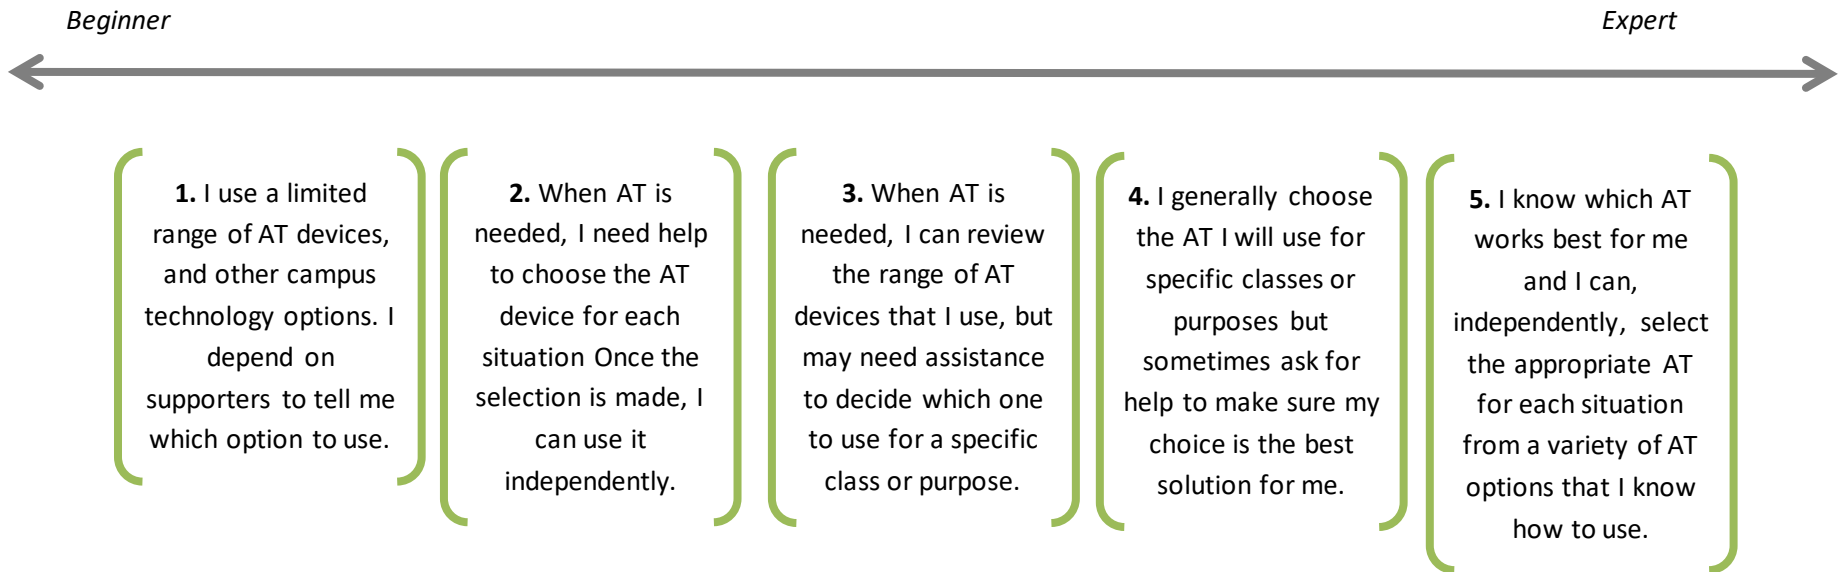 Beginner
Expert
1. I use a limited
range of AT devices,
and other campus
technology options. I
depend on
supporters to tell me
which option to use.
2. When AT is
needed, I need help
to choose the AT
device for each
situation Once the
selection is made, I
can use it
independently.
3. When AT is
needed, I can review
the range of AT
devices that I use, but
may need assistance
to decide which one
to use for a specific
class or purpose.
4. I generally choose
the AT I will use for
specific classes or
purposes but
sometimes ask for
help to make sure my
choice is the best
solution for me.
5. I know which AT
works best for me
and I can,
independently, select
the appropriate AT
for each situation
from a variety of AT
options that I know
how to use.